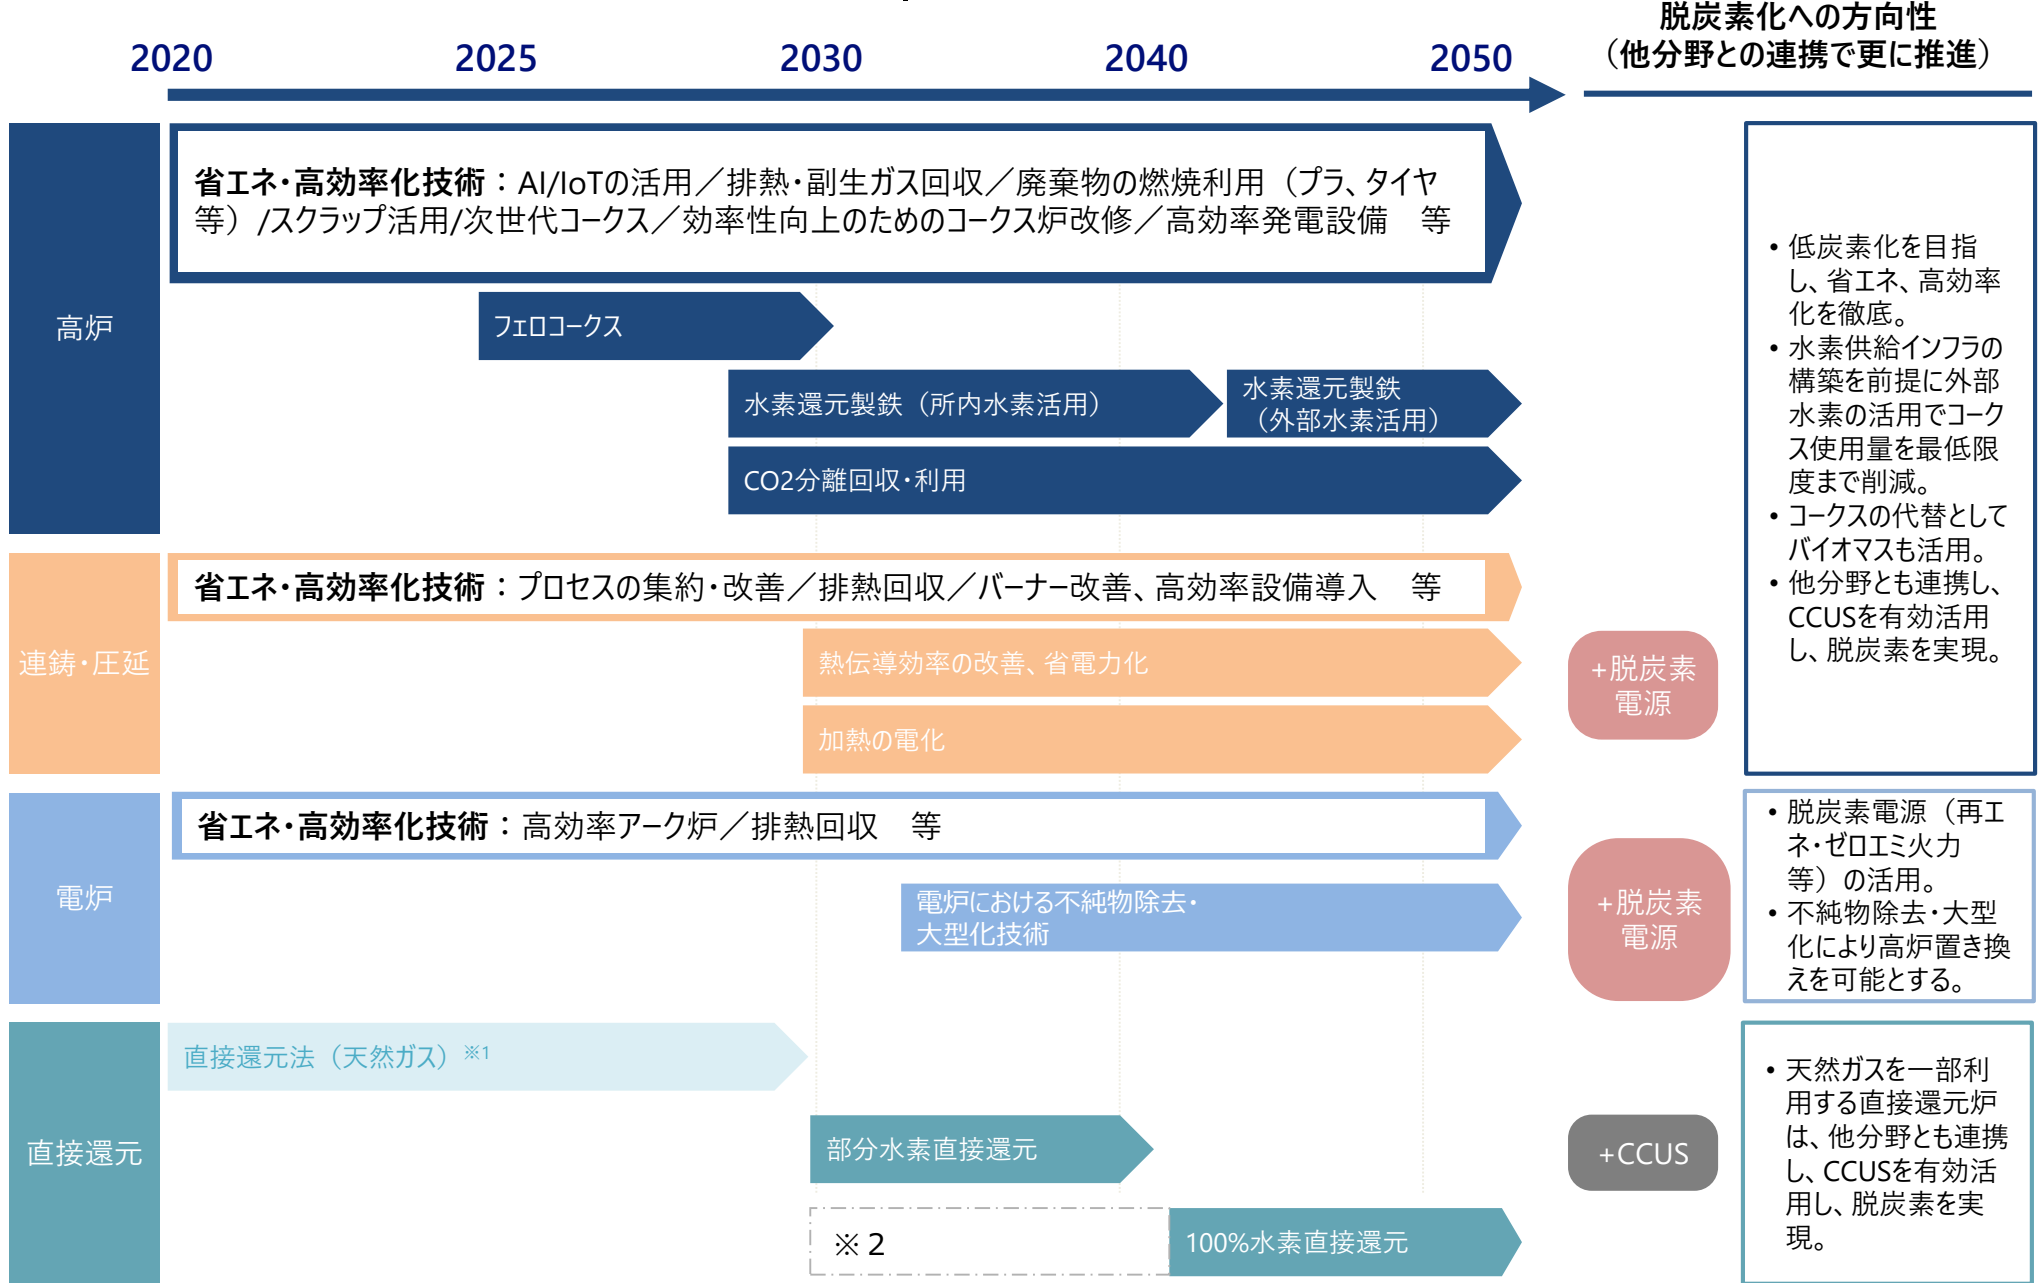 脱炭素化への方向性
（他分野との連携で更に推進）
2020
2025
2030
2040
2050
高炉
省エネ・高効率化技術：AI/IoTの活用／排熱・副生ガス回収／廃棄物の燃焼利用（プラ、タイヤ
等）/スクラップ活用/次世代コークス／効率性向上のためのコークス炉改修／高効率発電設備　等
フェロコークス
水素還元製鉄（所内水素活用）
水素還元製鉄
（外部水素活用）
CO2分離回収・利用
• 低炭素化を目指
し、省エネ、高効率
化を徹底。
• 水素供給インフラの
構築を前提に外部
水素の活用でコーク
ス使用量を最低限
度まで削減。
• コークスの代替として
バイオマスも活用。
• 他分野とも連携し、
CCUSを有効活用
し、脱炭素を実現。
連鋳・圧延
省エネ・高効率化技術：プロセスの集約・改善／排熱回収／バーナー改善、高効率設備導入　等
熱伝導効率の改善、省電力化
加熱の電化
+脱炭素
電源
電炉
省エネ・高効率化技術：高効率アーク炉／排熱回収　等
電炉における不純物除去・
大型化技術
+脱炭素
電源
• 脱炭素電源（再エ
ネ・ゼロエミ火力
等）の活用。
• 不純物除去・大型
化により高炉置き換
えを可能とする。
直接還元
直接還元法（天然ガス）※1
部分水素直接還元
※２
100%水素直接還元
+CCUS
• 天然ガスを一部利
用する直接還元炉
は、他分野とも連携
し、CCUSを有効活
用し、脱炭素を実
現。